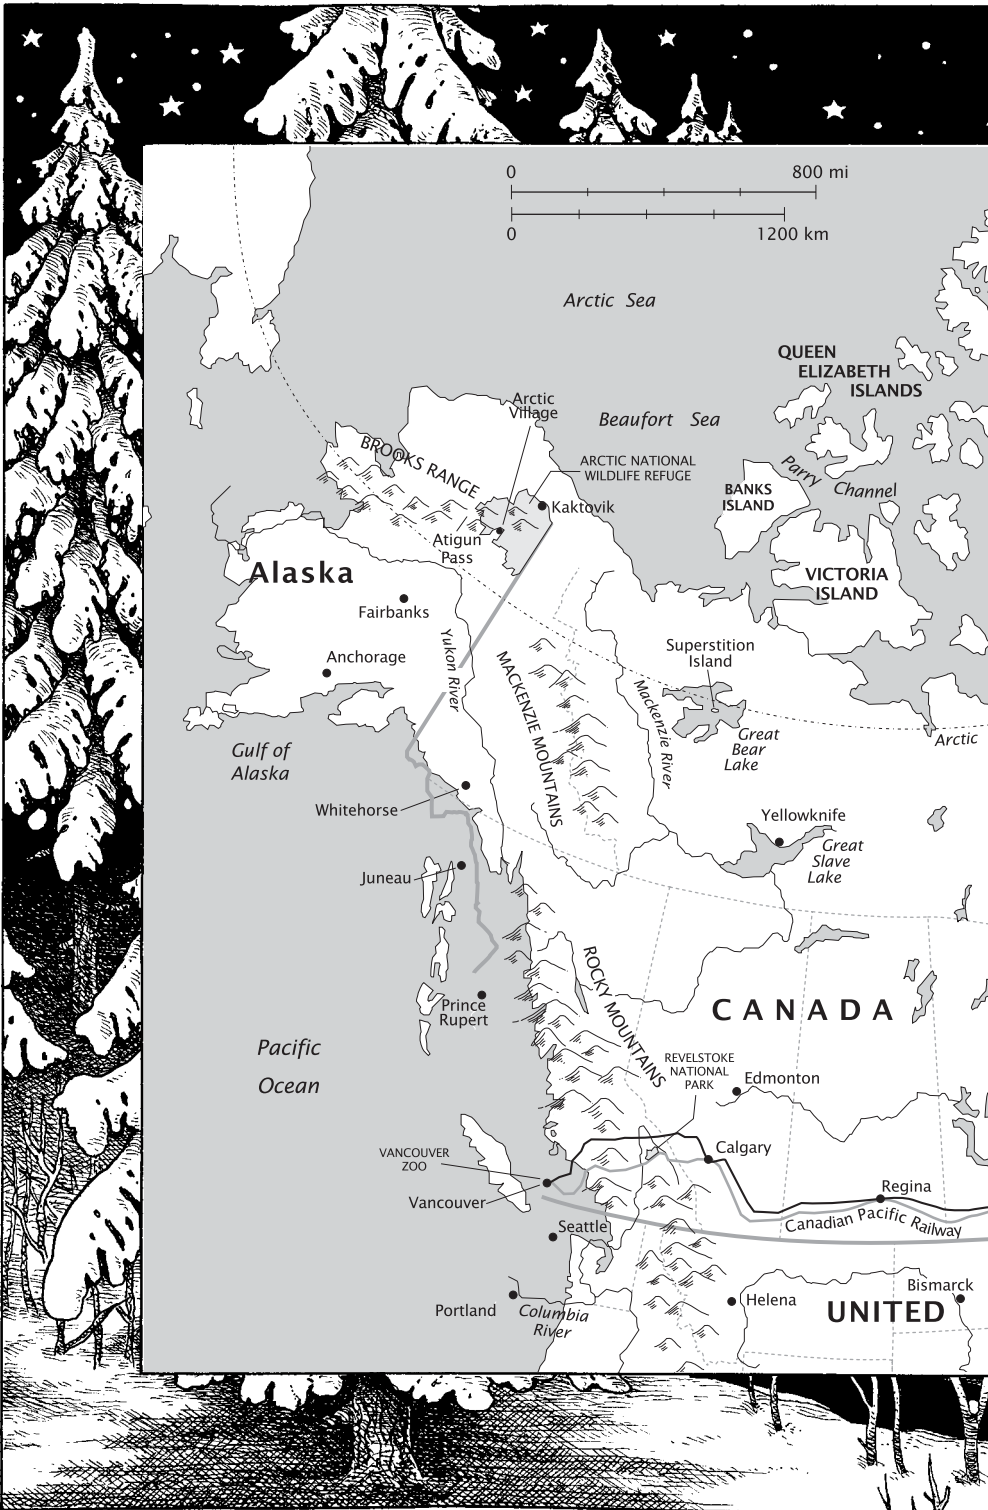 0 800 mi
0 1200 km
Arctic Sea
QUEEN
ELIZABETH
ISLANDS
Arctic
Village
Beaufort Sea
BROOKS RANGE
ARCTIC NATIONAL
WILDLIFE REFUGE
Parry Channel
BANKS
ISLAND
Kaktovik
Atigun
Pass
Alaska
VICTORIA
ISLAND
Fairbanks
Yukon River
Anchorage
Superstition
Island
MACKENZIE MOUNTAINS
Mackenzie River
Great
Bear
Lake
Arctic
Gulf of
Alaska
Whitehorse
Yellowknife
Great
Slave
Lake
Juneau
ROCKY MOUNTAINS
Prince
Rupert
CANADA
Pacific
Ocean
REVELSTOKE
NATIONAL
PARK
Edmonton
VANCOUVER
ZOO
Calgary
Vancouver
Regina
Canadian Pacific Railway
Seattle
Bismarck
Portland
Columbia
River
Helena
UNITED